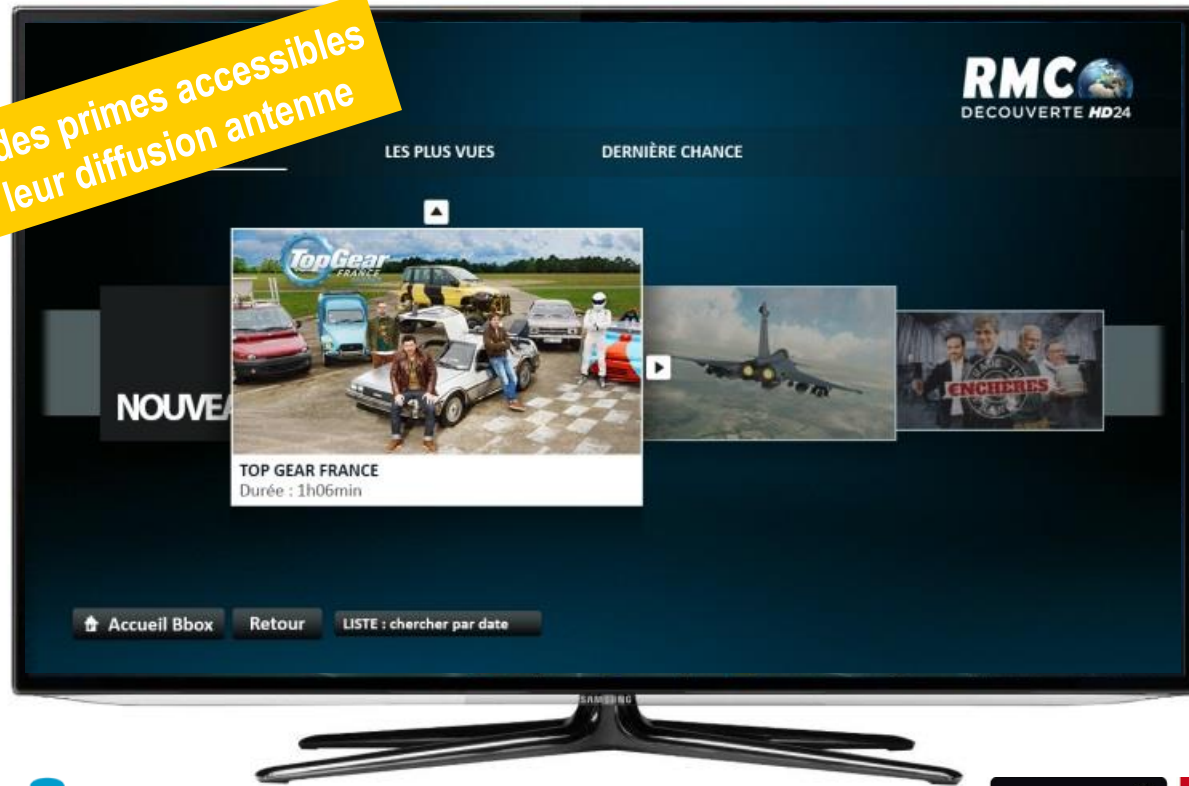 des primes accessibles
leur diffusion antenne
RMC
DECOUVERTE HD24
LES PLUS VUES
DERNIÈRE CHANCE
TopGear
FRANCE
NOUVEA
ENCHÈRES
TOP GEAR FRANCE
Durée : 1h06min
Accueil Bbox
Retour
LISTE : chercher par date
SAMSUNG